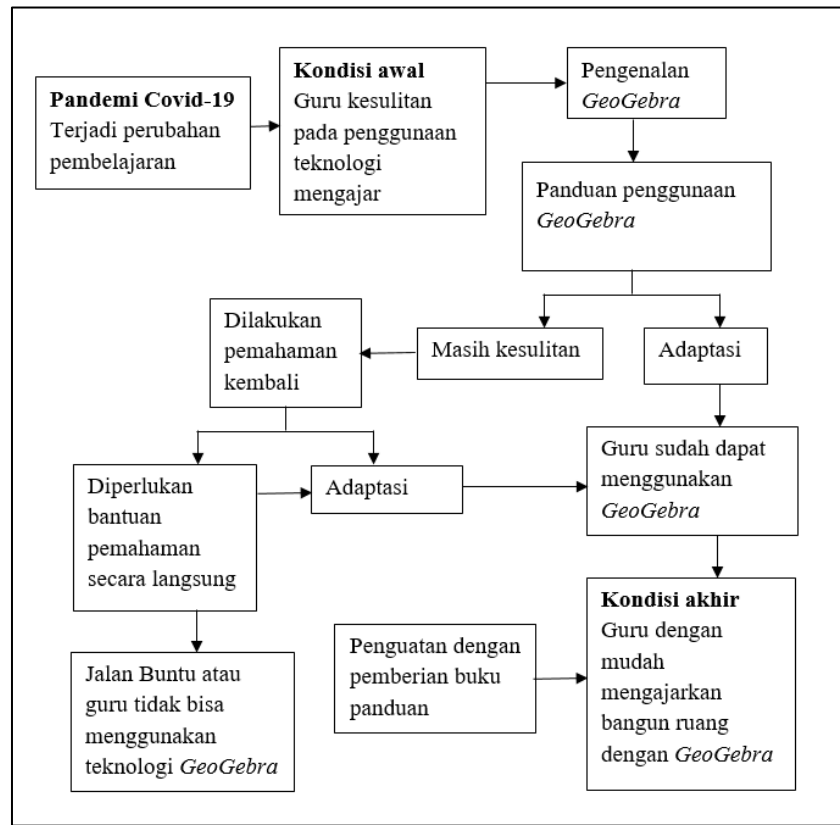 Pandemi Covid-19
Terjadi perubahan
pembelajaran
Kondisi awal
Guru kesulitan
pada penggunaan
teknologi
mengajar
Pengenalan
GeoGebra
Panduan penggunaan
GeoGebra
Dilakukan
pemahaman
kembali
Masih kesulitan
Adaptasi
Diperlukan
bantuan
pemahaman
secara langsung
Adaptasi
Guru sudah dapat
menggunakan
GeoGebra
Jalan Buntu atau
guru tidak bisa
menggunakan
teknologi GeoGebra
Penguatan dengan
pemberian buku
panduan
Kondisi akhir
Guru dengan
mudah
mengajarkan
bangun ruang
dengan GeoGebra